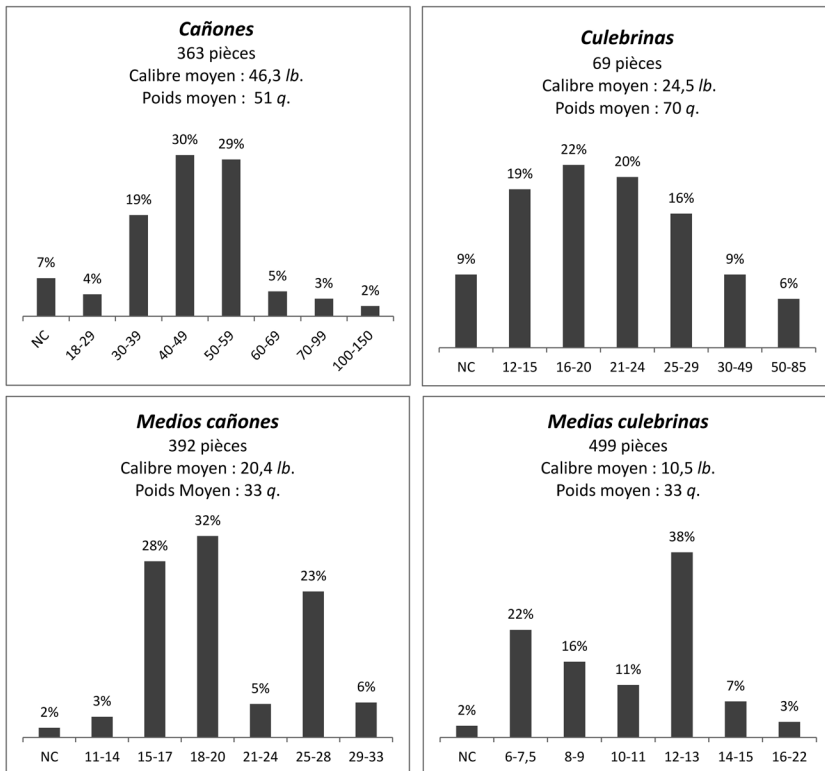 Cañones
363 pièces
Calibre moyen : 46,3 lb.
Poids moyen : 51 q.
7%
4%
19%
30%
29%
5%
3%
2%
NC
18-29
30-39
40-49
50-59
60-69
70-99
100-150
Culebrinas
69 pièces
Calibre moyen : 24,5 lb.
Poids moyen : 70 q.
9%
19%
22%
20%
16%
9%
6%
NC
12-15
16-20
21-24
25-29
30-49
50-85
Medios cañones
392 pièces
Calibre moyen : 20,4 lb.
Poids Moyen : 33 q.
2%
3%
28%
32%
5%
23%
6%
NC
11-14
15-17
18-20
21-24
25-28
29-33
Medias culebrinas
499 pièces
Calibre moyen : 10,5 lb.
Poids moyen : 33 q.
2%
22%
16%
11%
38%
7%
3%
NC
6-7,5
8-9
10-11
12-13
14-15
16-22